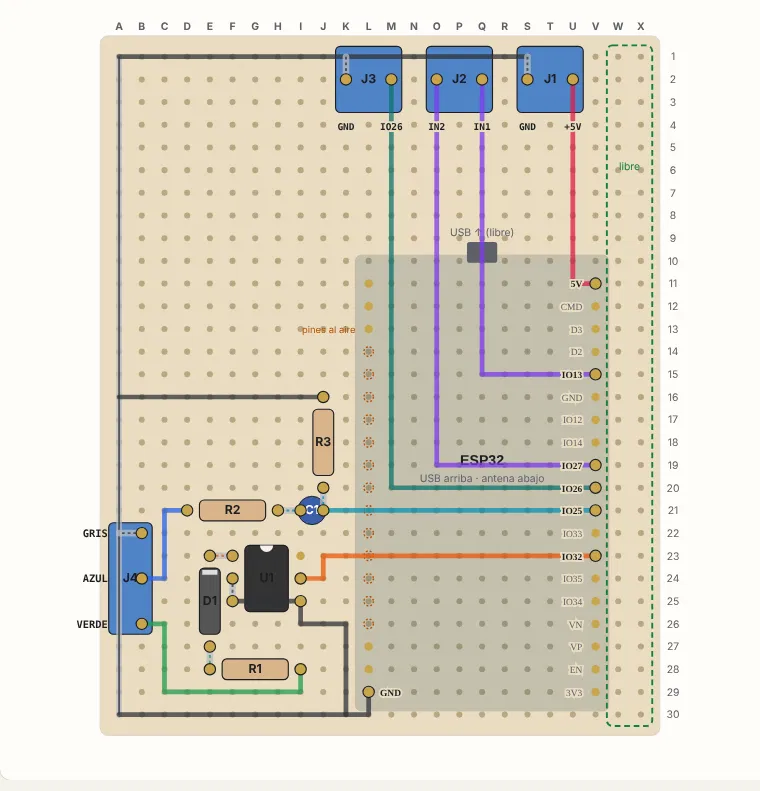 A B C D E F G H I J K L M N O P Q R S T U V W X
1
J3 J2 J1
2
3
GND IO26 IN2 IN1 GND +5V
4
5
libre
6
7
8
USB ↑ (libre)
9
10
5V
11
CMD
12
pines al aire
D3
13
D2
14
IO13
15
GND
16
IO12
17
R3
IO14
18
ESP32
IO27
19
USB arriba · antena abajo
IO26
20
R2
C1
IO25
21
GRIS
IO33
22
IO32
23
AZUL
J4
U1
IO35
24
D1
IO34
25
VERDE
VN
26
VP
27
R1
EN
28
GND
3V3
29
30